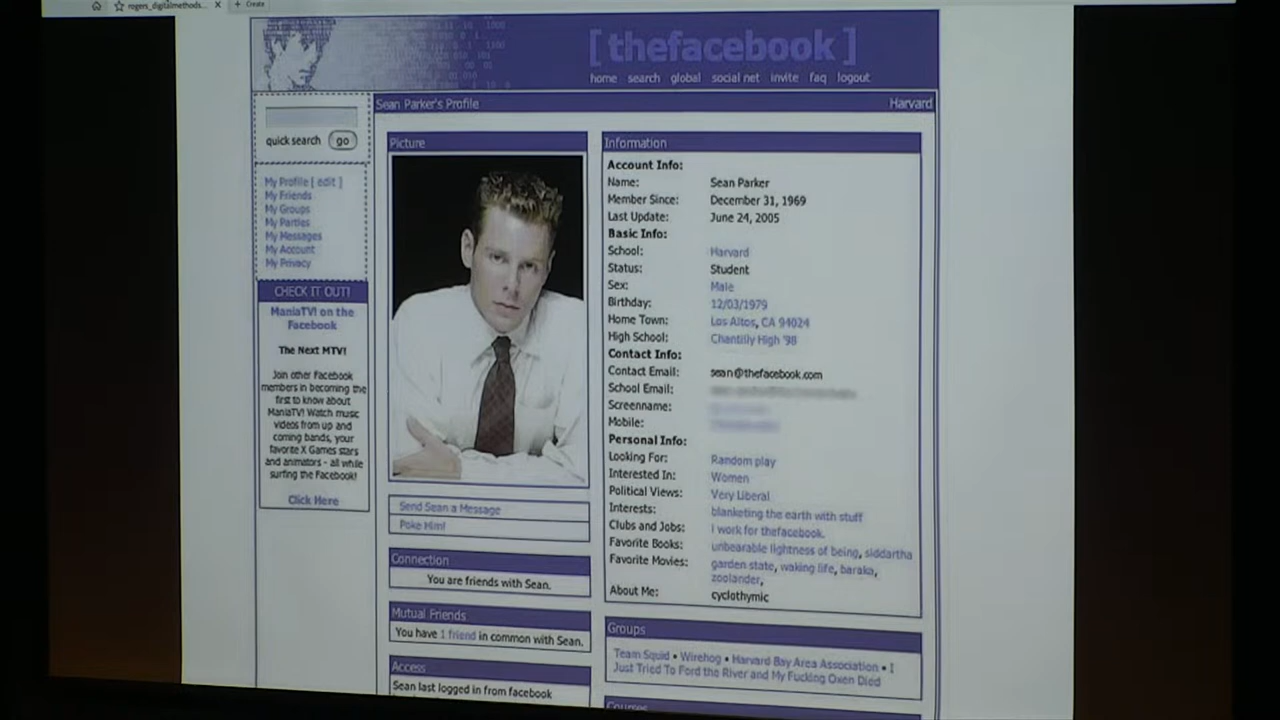 rogers_digitalmethods...
Create
[ thefacebook ]
home search global social net invite faq logout
Sean Parker's Profile
Harvard
quick search go
My Profile [ edit ]
My Friends
My Groups
My Parties
My Messages
My Account
My Privacy
CHECK IT OUT!
ManiaTV! on the
Facebook
The Next MTV!
Join other Facebook
members in becoming the
first to know about
ManiaTV! Watch music
videos from up and
coming bands, your
favorite X Games stars
and animators - all while
surfing the Facebook!
Click Here
Picture
Send Sean a Message
Poke Him!
Connection
You are friends with Sean.
Mutual Friends
You have 1 friend in common with Sean.
Access
Sean last logged in from facebook
Information
Account Info:
Name: Sean Parker
Member Since: December 31, 1969
Last Update: June 24, 2005
Basic Info:
School: Harvard
Status: Student
Sex: Male
Birthday: 12/03/1979
Home Town: Los Altos, CA 94024
High School: Chantilly High '98
Contact Info:
Contact Email: sean@thefacebook.com
School Email:
Screenname:
Mobile:
Personal Info:
Looking For: Random play
Interested In: Women
Political Views: Very Liberal
Interests: blanketing the earth with stuff
Clubs and Jobs: I work for thefacebook.
Favorite Books: unbearable lightness of being, siddartha
Favorite Movies: garden state, waking life, baraka,
zoolander,
About Me: cyclothymic
Groups
Team Squid • Wirehog • Harvard Bay Area Association • I
Just Tried To Ford the River and My Fucking Oxen Died
Courses